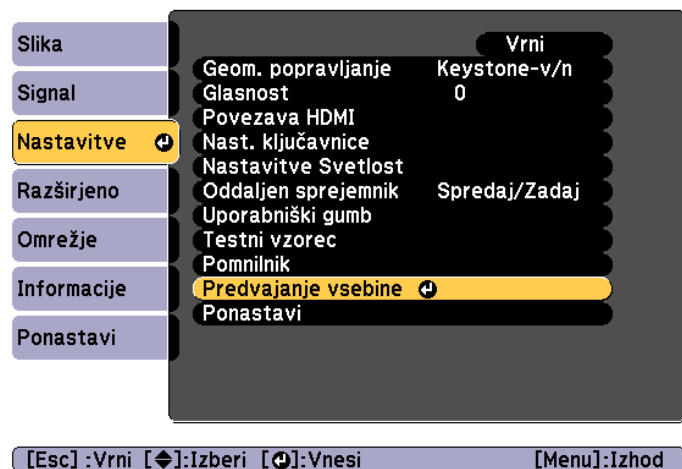 Slika
Signal
Nastavitve
Razširjeno
Omrežje
Informacije
Ponastavi
Vrni
Geom. popravljanje Keystone-v/n
Glasnost 0
Povezava HDMI
Nast. ključavnice
Nastavitve Svetlost
Oddaljen sprejemnik Spredaj/Zadaj
Uporabniški gumb
Testni vzorec
Pomnilnik
Predvajanje vsebine
Ponastavi
[Esc] :Vrni [◆]:Izberi [⏎]:Vnesi [Menu]:Izhod